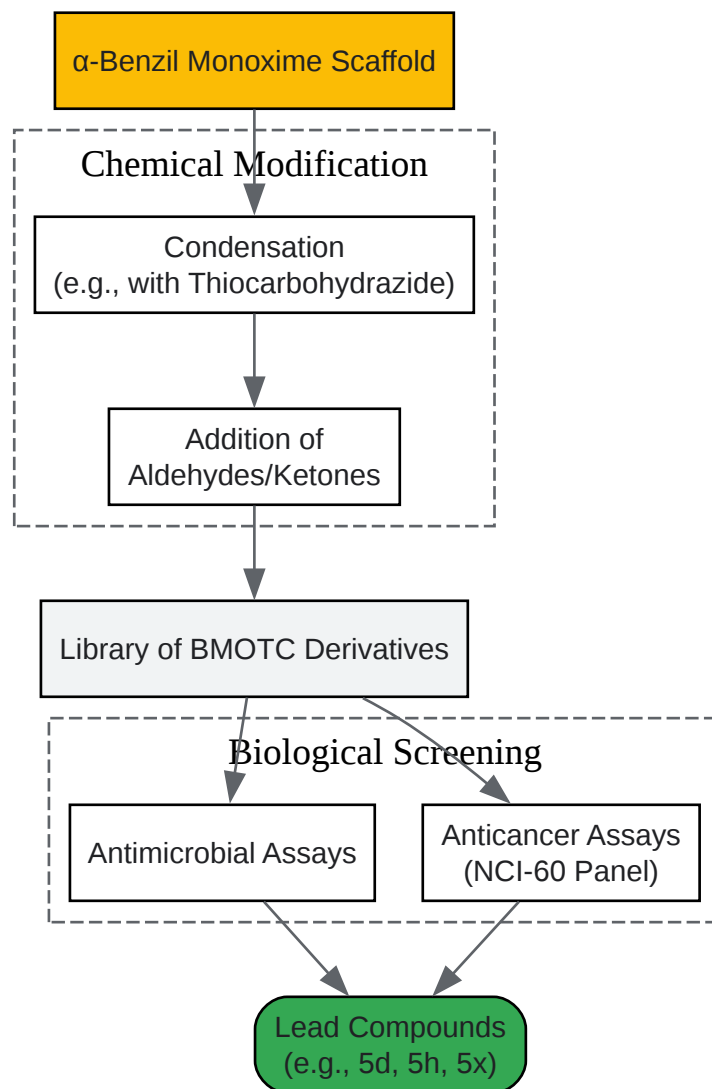 α-Benzil Monoxime Scaffold
Chemical Modification
Condensation
(e.g., with Thiocarbohydrazide)
Addition of
Aldehydes/Ketones
Library of BMOTC Derivatives
Biological Screening
Antimicrobial Assays
Anticancer Assays
(NCI-60 Panel)
Lead Compounds
(e.g., 5d, 5h, 5x)